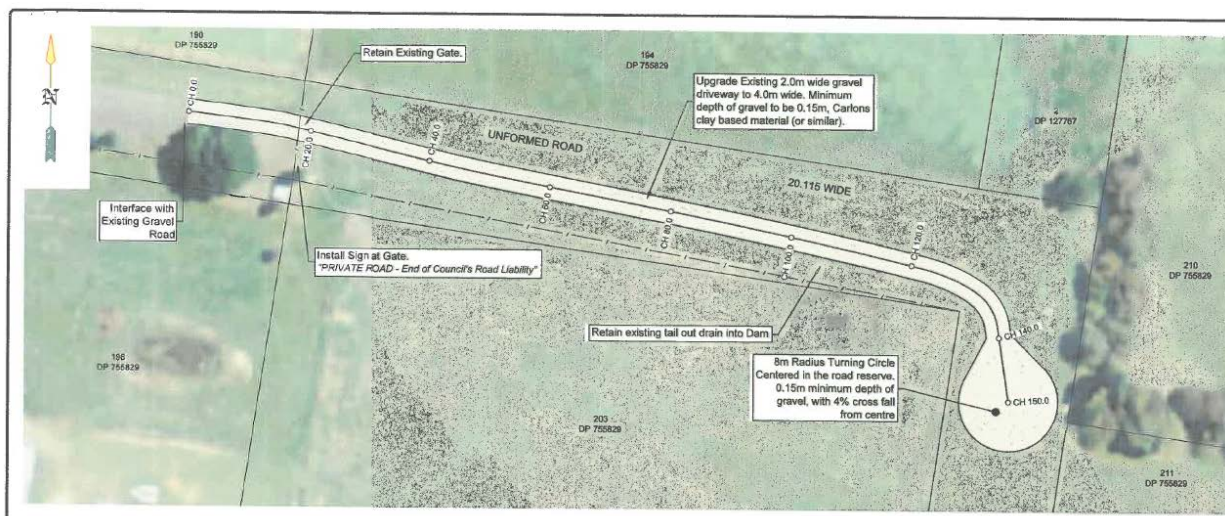 190
DP 755829
Retain Existing Gate.
194
DP 755829
Upgrade Existing 2.0m wide gravel
driveway to 4.0m wide. Minimum
depth of gravel to be 0.15m, Carlons
clay based material (or similar).
DP 127767
N
CH 0.0
CH 20.0
CH 40.0
UNFORMED ROAD
20.115 WIDE
CH 60.0
CH 80.0
CH 100.0
Interface with
Existing Gravel
Road
Install Sign at Gate.
"PRIVATE ROAD - End of Council's Road Liability"
210
DP 755829
Retain existing tail out drain into Dam
CH 140.0
8m Radius Turning Circle
Centered in the road reserve.
0.15m minimum depth of
gravel, with 4% cross fall
from centre
CH 150.0
DP 755829
203
DP 755829
211
DP 755829